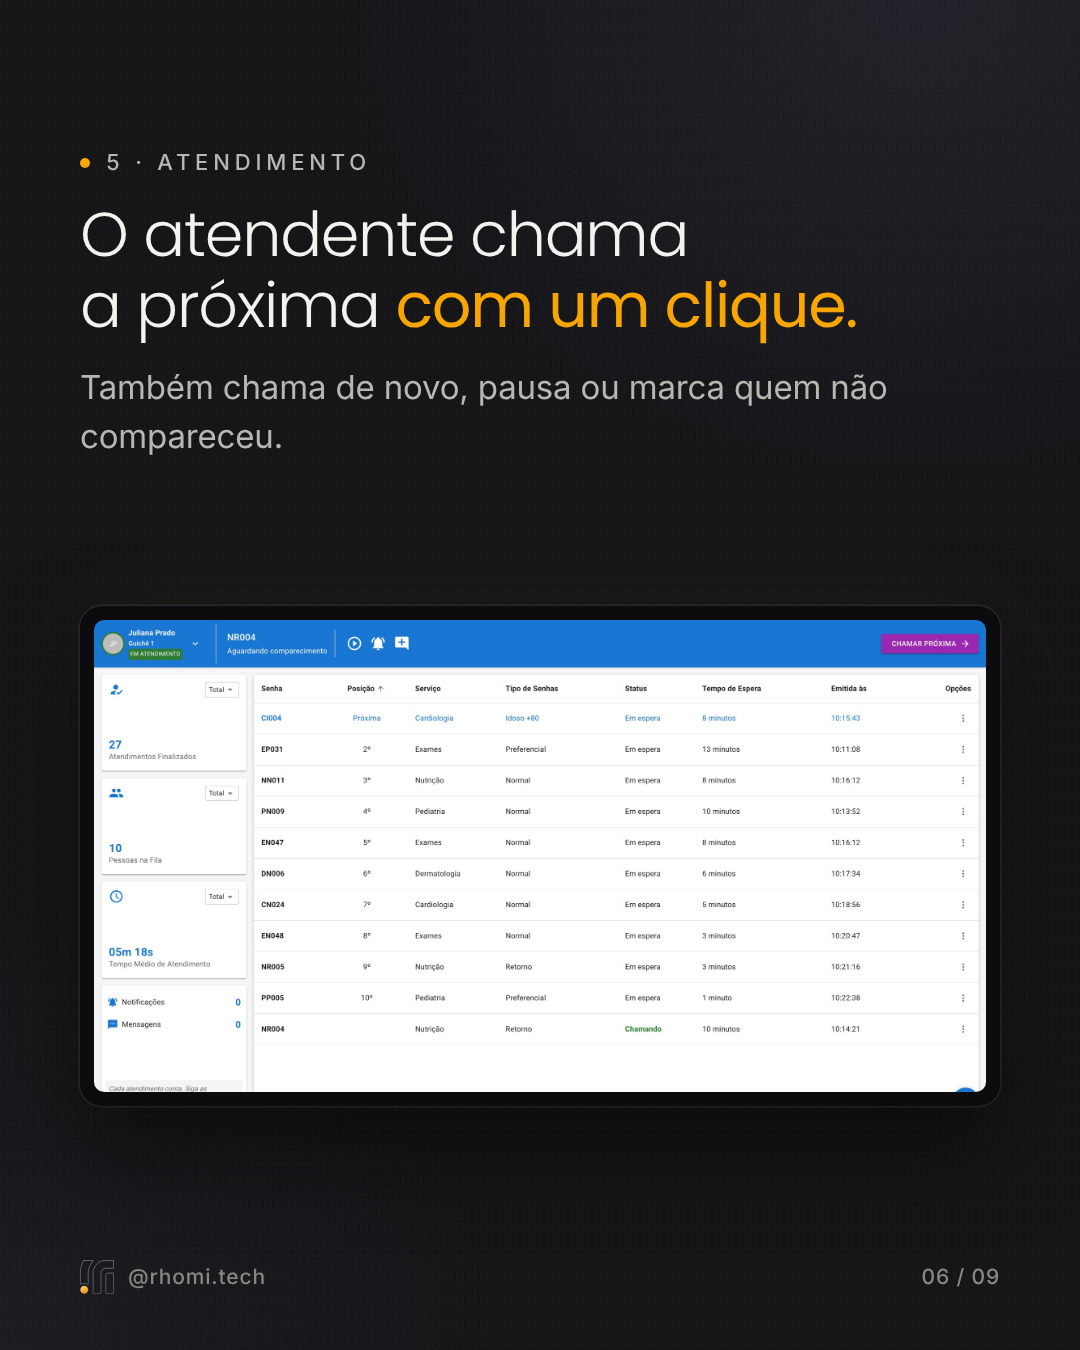 5 · ATENDIMENTO
O atendente chama
a próxima com um clique.
Também chama de novo, pausa ou marca quem não
compareceu.
JP
Juliana Prado
Guichê 1
EM ATENDIMENTO
NR004
Aguardando comparecimento
CHAMAR PRÓXIMA
Total
27
Atendimentos Finalizados
Total
10
Pessoas na Fila
Total
05m 18s
Tempo Médio de Atendimento
Notificações 0
Mensagens 0
Cada atendimento conta. Siga as
Senha Posição Serviço Tipo de Senhas Status Tempo de Espera Emitida às Opções
CI004 Próxima Cardiologia Idoso +80 Em espera 8 minutos 10:15:43
EP031 2º Exames Preferencial Em espera 13 minutos 10:11:08
NN011 3º Nutrição Normal Em espera 8 minutos 10:16:12
PN009 4º Pediatria Normal Em espera 10 minutos 10:13:52
EN047 5º Exames Normal Em espera 8 minutos 10:16:12
DN006 6º Dermatologia Normal Em espera 6 minutos 10:17:34
CN024 7º Cardiologia Normal Em espera 5 minutos 10:18:56
EN048 8º Exames Normal Em espera 3 minutos 10:20:47
NR005 9º Nutrição Retorno Em espera 3 minutos 10:21:16
PP005 10º Pediatria Preferencial Em espera 1 minuto 10:22:38
NR004 Nutrição Retorno Chamando 10 minutos 10:14:21
@rhomi.tech
06 / 09